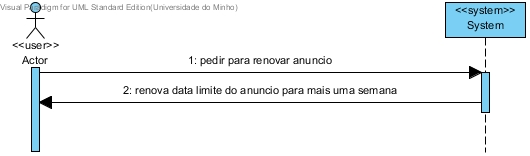 Visual Paradigm for UML Standard Edition(Universidade do Minho)
<<system>>
System
<<user>>
Actor
1: pedir para renovar anuncio
2: renova data limite do anuncio para mais uma semana